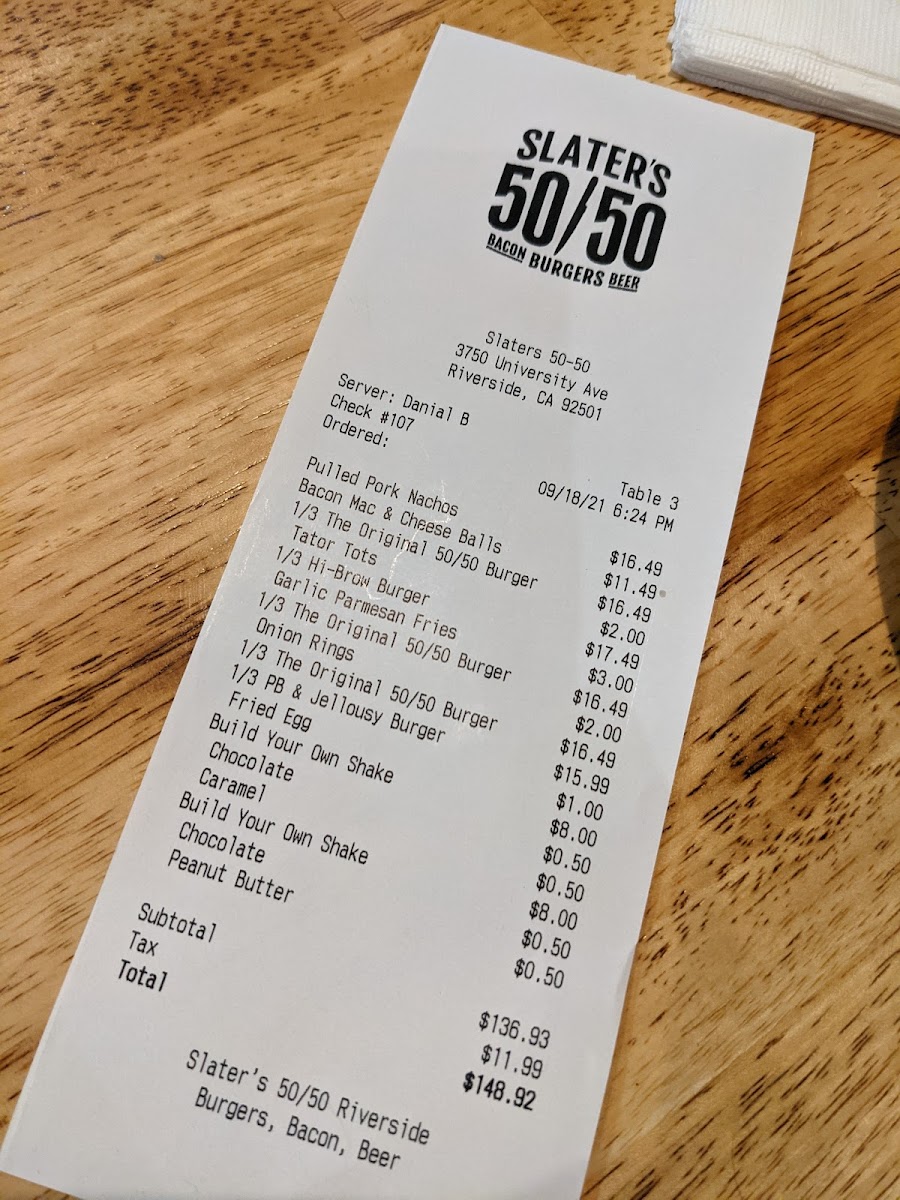 SLATER'S
50/50
BACON BURGERS BEER
Slaters 50-50
3750 University Ave
Riverside, CA 92501
Server: Danial B
Check #107 Table 3
Ordered: 09/18/21 6:24 PM
Pulled Pork Nachos $16.49
Bacon Mac & Cheese Balls $11.49
1/3 The Original 50/50 Burger $16.49
Tator Tots $2.00
1/3 Hi-Brow Burger $17.49
Garlic Parmesan Fries $3.00
1/3 The Original 50/50 Burger $16.49
Onion Rings $2.00
1/3 The Original 50/50 Burger $16.49
1/3 PB & Jellousy Burger $15.99
Fried Egg $1.00
Build Your Own Shake $8.00
Chocolate $0.50
Caramel $0.50
Build Your Own Shake $8.00
Chocolate $0.50
Peanut Butter $0.50
Subtotal $136.93
Tax $11.99
Total $148.92
Slater's 50/50 Riverside
Burgers, Bacon, Beer